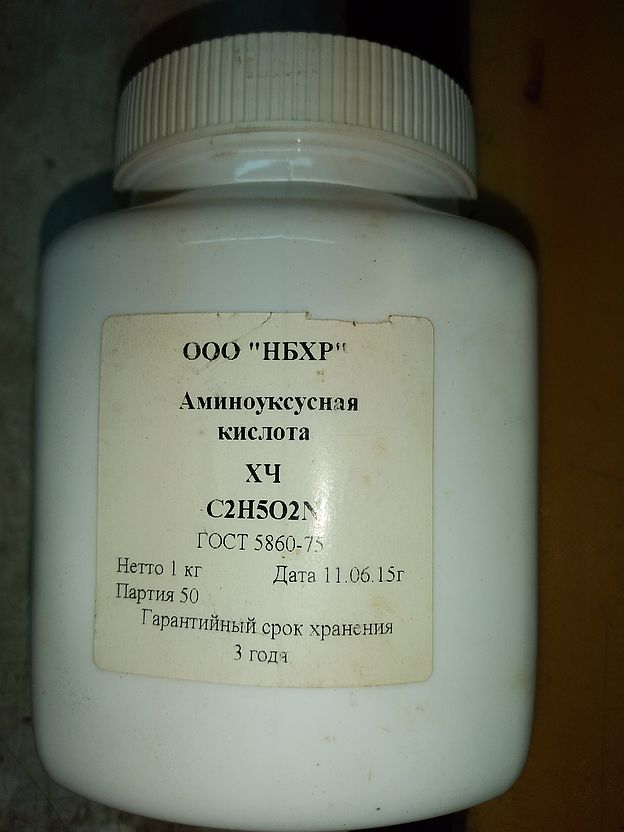 ООО "НБХР"
Аминоуксусная
кислота
ХЧ
C2H5O2N
ГОСТ 5860-75
Нетто 1 кг Дата 11.06.15г
Партия 50
Гарантийный срок хранения
3 года